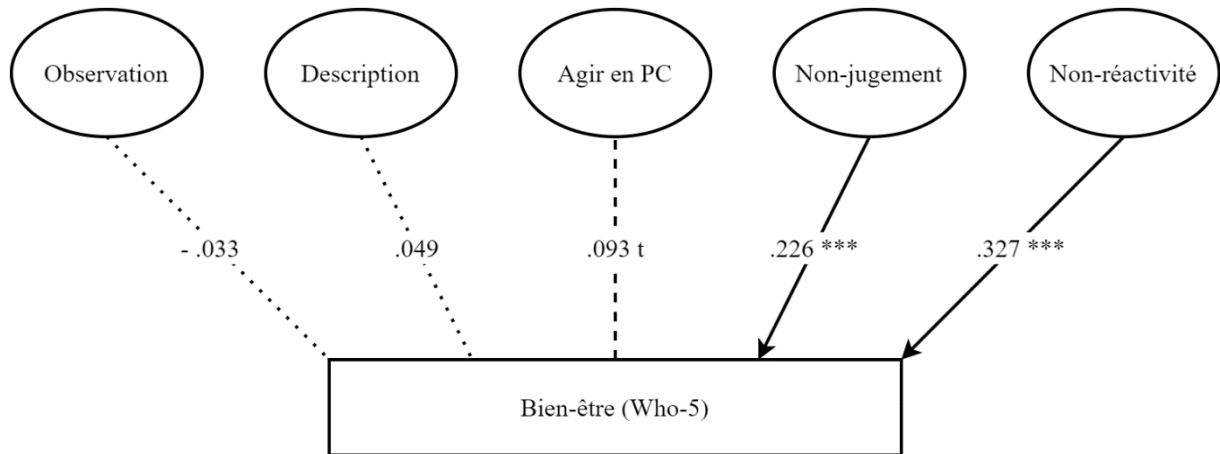 Observation
Description
Agir en PC
Non-jugement
Non-réactivité
- .033
.049
.093 t
.226 ***
.327 ***
Bien-être (Who-5)